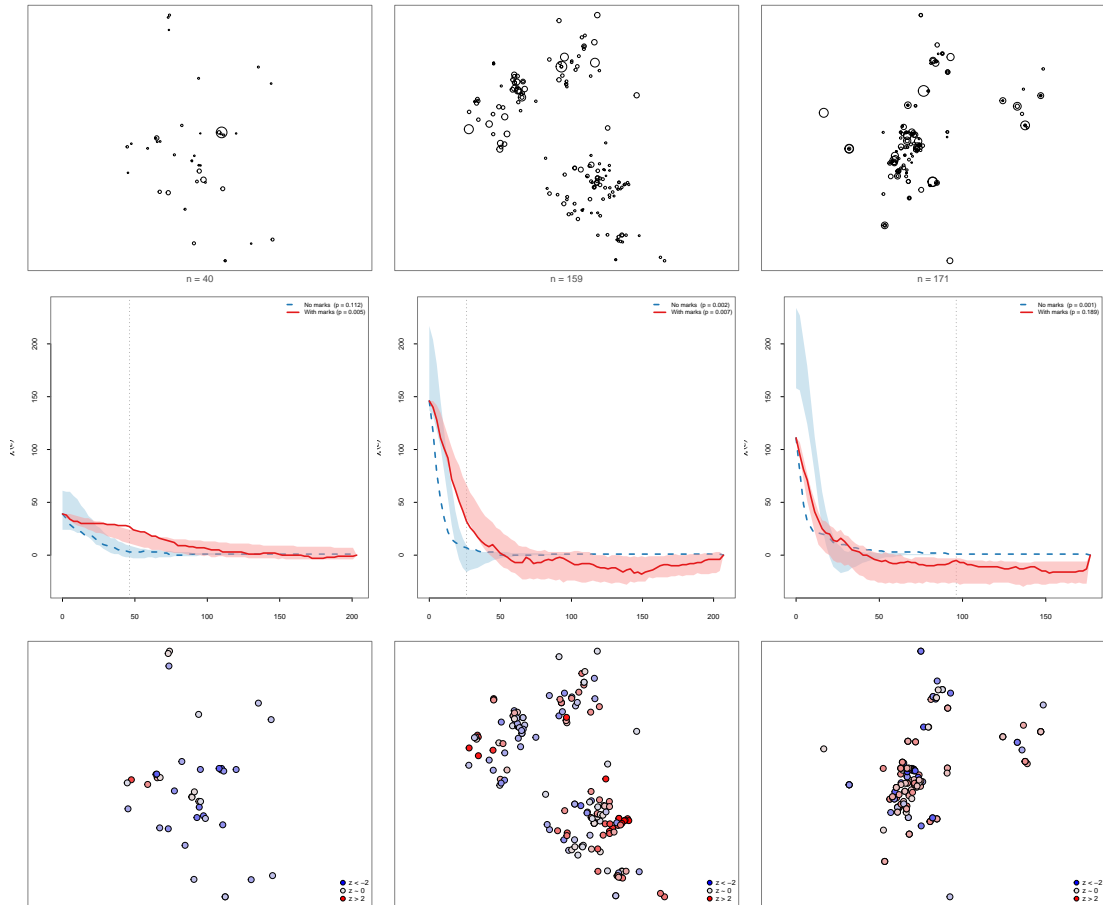 n = 40
n = 159
n = 171
No marks (p = 0.112)
With marks (p = 0.005)
No marks (p = 0.002)
With marks (p = 0.007)
No marks (p = 0.001)
With marks (p = 0.189)
200
150
100
50
0
200
150
100
50
0
200
150
100
50
0
0 50 100 150 200
0 50 100 150 200
0 50 100 150
z < −2
z ~ 0
z > 2
z < −2
z ~ 0
z > 2
z < −2
z ~ 0
z > 2